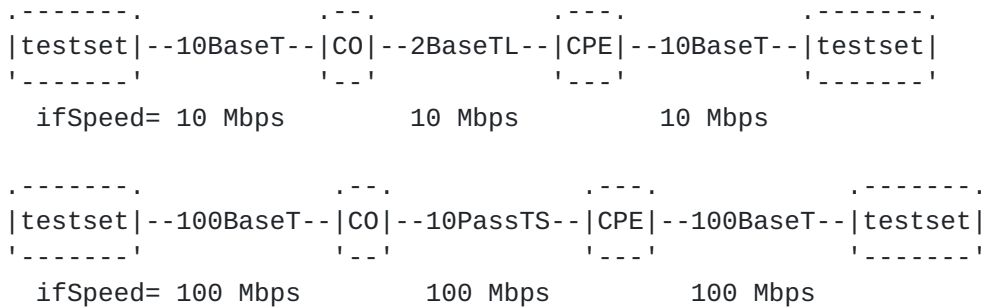 .-------.            .--.            .---.            .-------.
|testset|--10BaseT--|CO|--2BaseTL--|CPE|--10BaseT--|testset|
'-------'            '--'            '---'            '-------'
ifSpeed= 10 Mbps 10 Mbps 10 Mbps
.-------.             .--.             .---.             .-------.
|testset|--100BaseT--|CO|--10PassTS--|CPE|--100BaseT--|testset|
'-------'             '--'             '---'             '-------'
ifSpeed= 100 Mbps 100 Mbps 100 Mbps